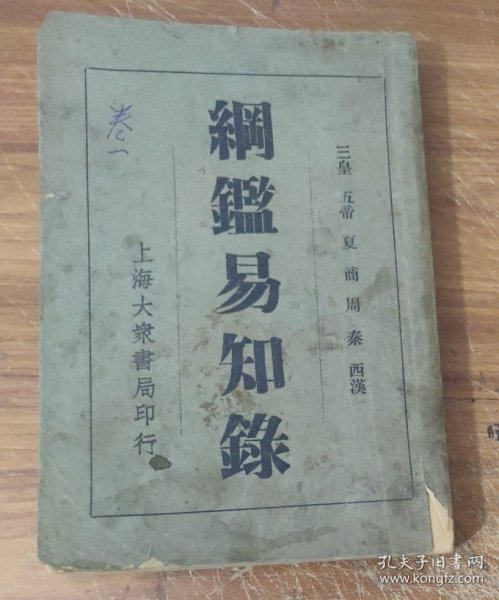 三皇 五帝 夏 商 周 秦 西漢
綱鑑易知錄
上海大衆書局印行
卷一
孔夫子旧书网
www.kongfz.com